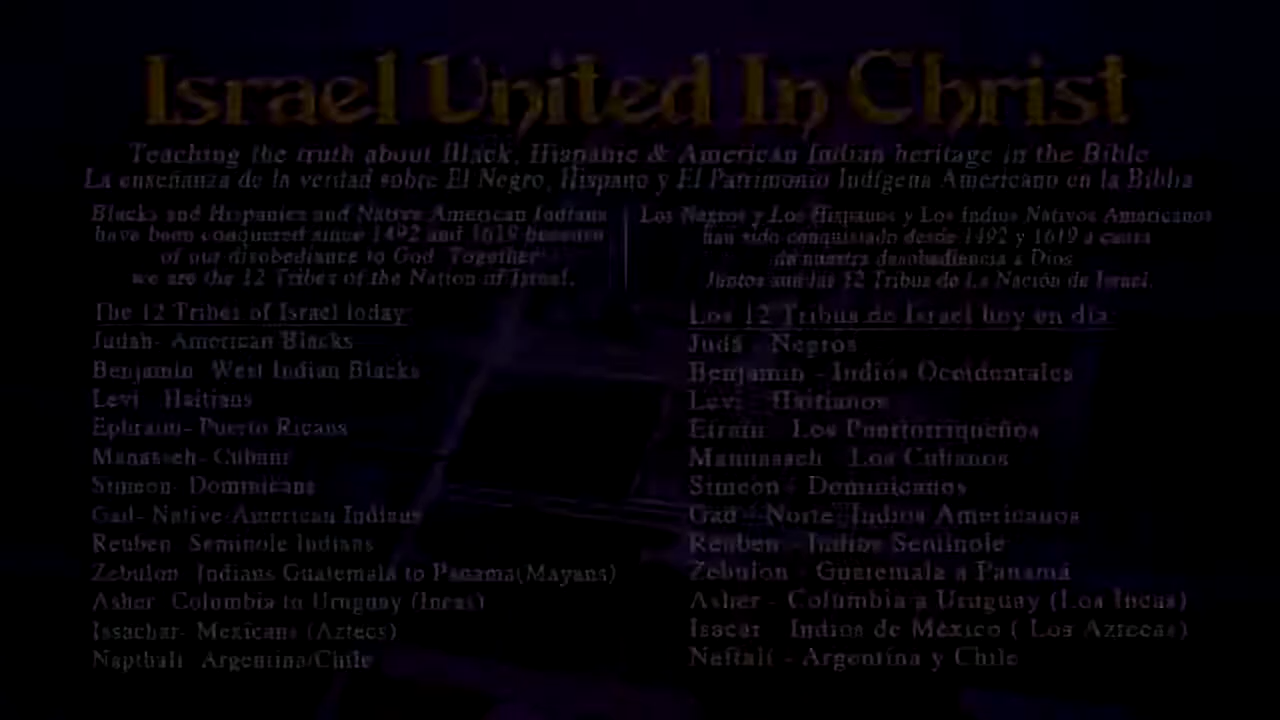 Israel United In Christ
Teaching the truth about Black, Hispanic & American Indian heritage in the Bible
La enseñanza de la verdad sobre El Negro, Hispano y El Patrimonio Indígena Americano en la Biblia
Blacks and Hispanics and Native American Indians
have been conquered since 1492 and 1619 because
of our disobediance to God. Together
we are the 12 Tribes of the Nation of Israel.
Los Negros y Los Hispanos y Los Indios Nativos Americanos
han sido conquistado desde 1492 y 1619 a causa
de nuestra desobediencia a Dios
Juntos son las 12 Tribus de La Nación de Israel.
The 12 Tribes of Israel today:
Judah- American Blacks
Benjamin- West Indian Blacks
Levi - Haitians
Ephraim- Puerto Ricans
Manasseh- Cubans
Simeon- Dominicans
Gad- Native American Indians
Reuben- Seminole Indians
Zebulon- Indians Guatemala to Panama(Mayans)
Asher- Columbia to Uruguay (Incas)
Issachar- Mexicans (Aztecs)
Napthali- Argentina/Chile
Los 12 Tribus de Israel hoy en día:
Judá - Negros
Benjamin - Indios Occidentales
Levi - Haitianos
Efraín - Los Puertorriqueños
Mannasseh - Los Cubanos
Simeon - Dominicanos
Gad - Norte Indios Americanos
Reuben - Indios Seminole
Zebulon - Guatemala a Panamá
Asher - Columbia a Uruguay (Los Incas)
Isacar - Indios de México ( Los Aztecas)
Neftalí - Argentina y Chile